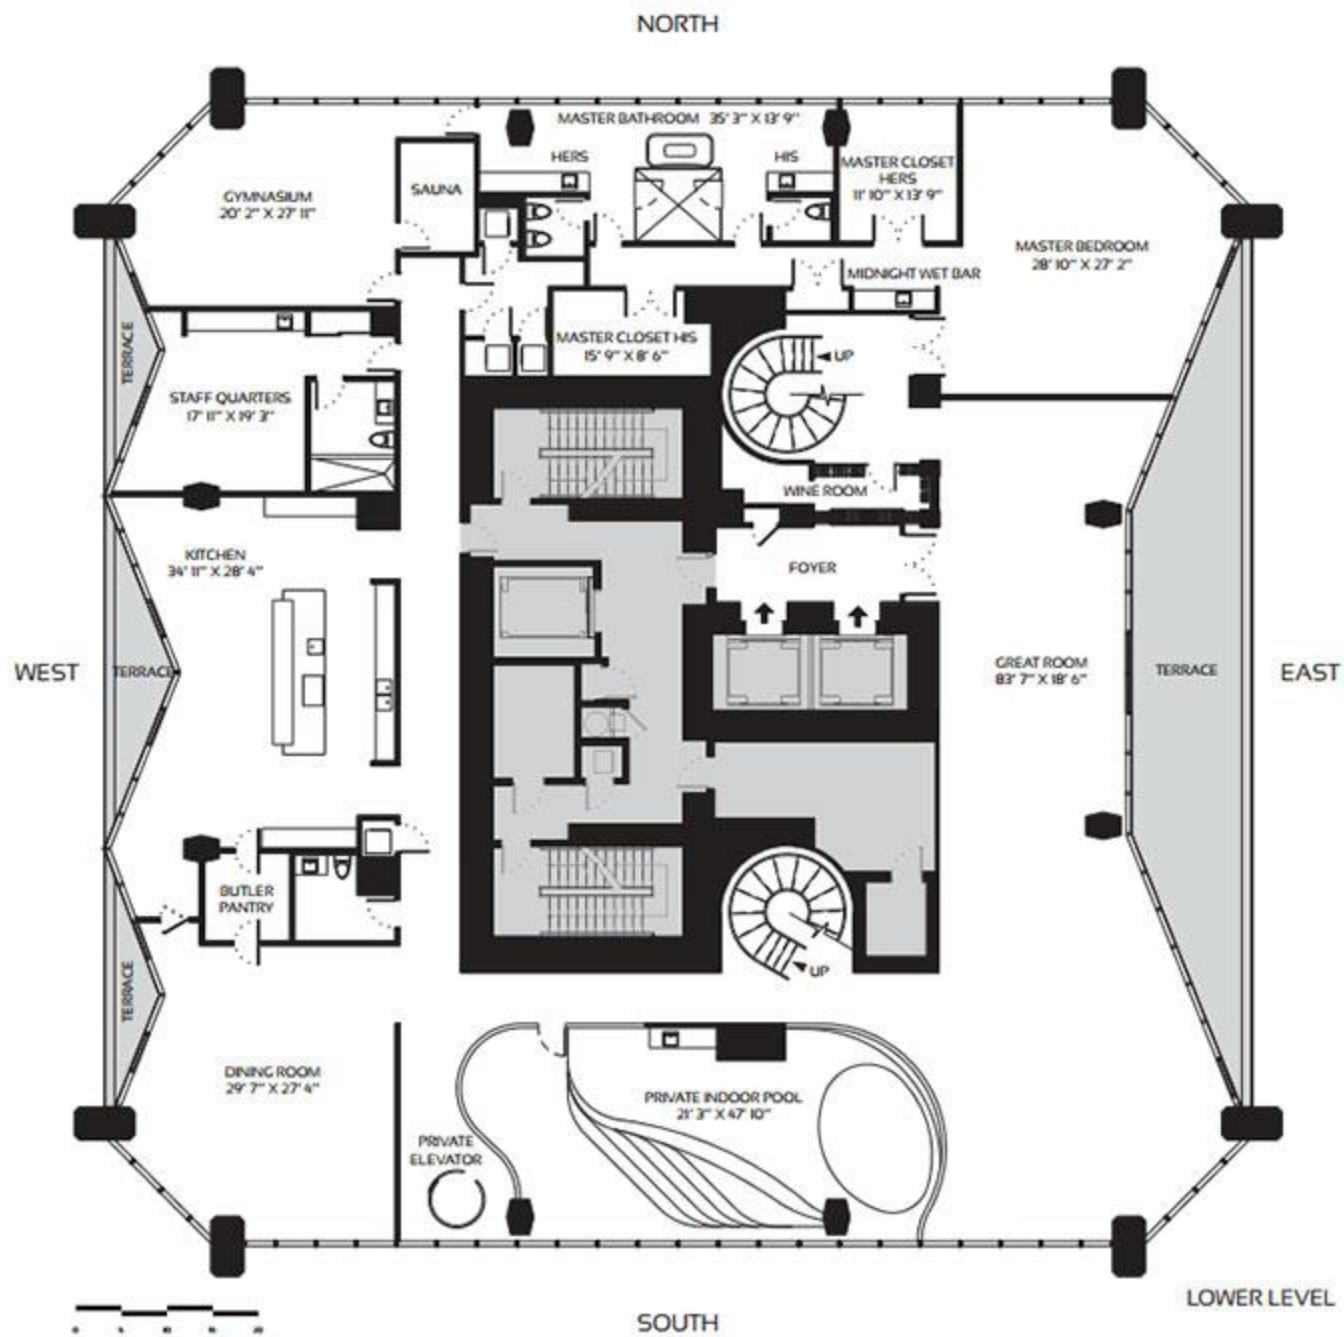 NORTH
MASTER BATHROOM 35' 3" X 13' 9"
HERS
HIS
MASTER CLOSET
HERS
11' 10" X 13' 9"
SAUNA
GYMNASIUM
20' 2" X 27' 11"
MASTER BEDROOM
28' 10" X 27' 2"
MIDNIGHT WET BAR
TERRACE
MASTER CLOSET HIS
15' 9" X 8' 6"
UP
STAFF QUARTERS
17' 11" X 19' 3"
WINE ROOM
KITCHEN
34' 11" X 28' 4"
FOYER
WEST
TERRACE
GREAT ROOM
83' 7" X 18' 6"
TERRACE
EAST
BUTLER
PANTRY
TERRACE
UP
DINING ROOM
29' 7" X 27' 4"
PRIVATE INDOOR POOL
21' 3" X 47' 10"
PRIVATE
ELEVATOR
LOWER LEVEL
SOUTH